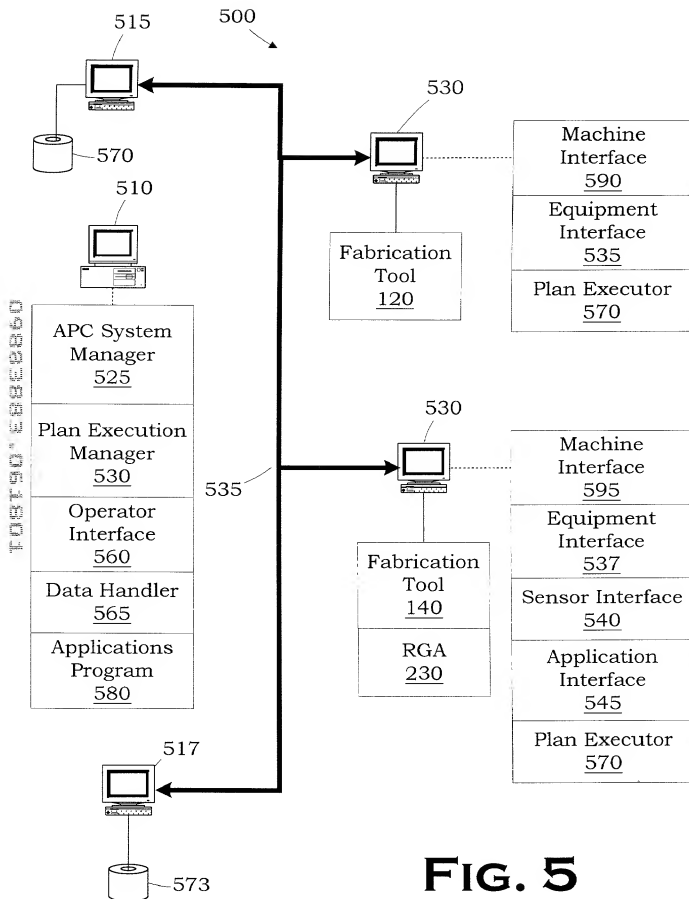 515
500
530
570
510
Machine
Interface
590
Equipment
Interface
535
Plan Executor
570
Fabrication
Tool
120
APC System
Manager
525
Plan Execution
Manager
530
Operator
Interface
560
Data Handler
565
Applications
Program
580
535
530
Machine
Interface
595
Equipment
Interface
537
Sensor Interface
540
Application
Interface
545
Plan Executor
570
Fabrication
Tool
140
RGA
230
517
573
FIG. 5